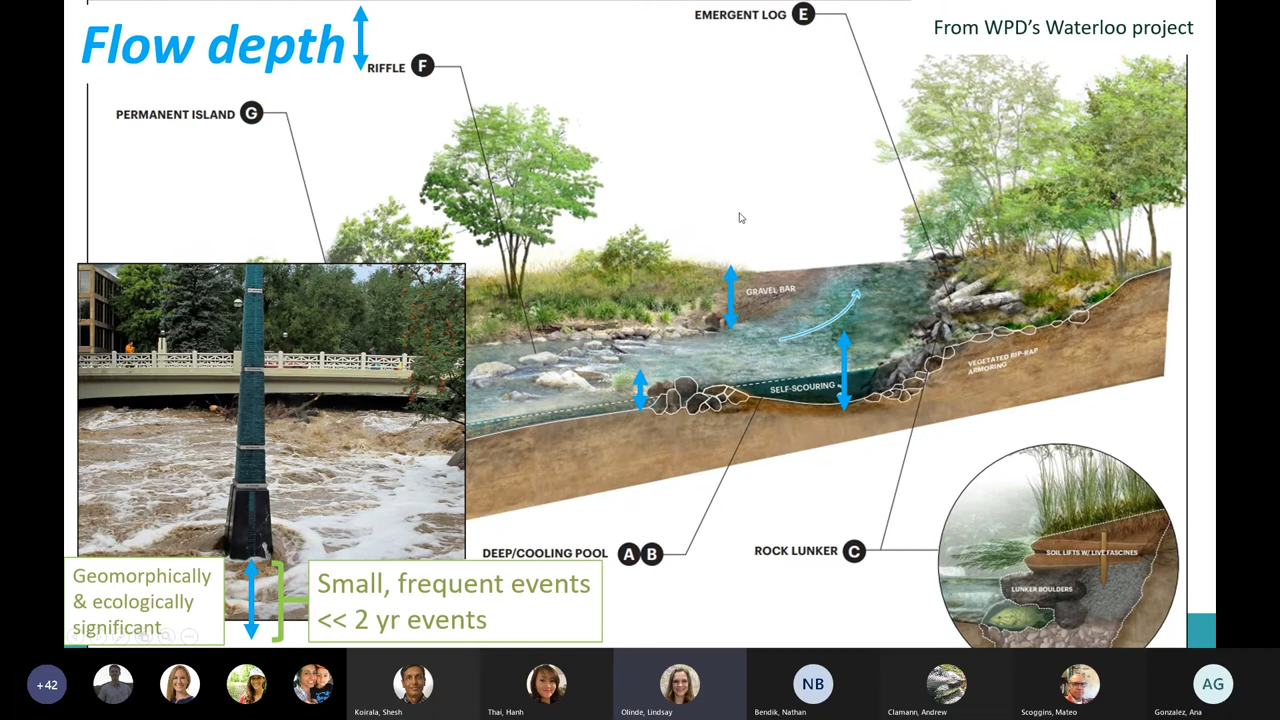 Flow depth
From WPD's Waterloo project
EMERGENT LOG E
RIFFLE F
PERMANENT ISLAND G
GRAVEL BAR
SELF-SCOURING
VEGETATED RIP-RAP
ARMORING
DEEP/COOLING POOL A B
ROCK LUNKER C
SOIL LIFTS W/ LIVE FASCINES
LUNKER BOULDERS
Geomorphically
& ecologically
significant
Small, frequent events
<< 2 yr events
+42
Koirala, Shesh
Thai, Hanh
Olinde, Lindsay
NB
Bendik, Nathan
Clamann, Andrew
Scoggins, Mateo
AG
Gonzalez, Ana